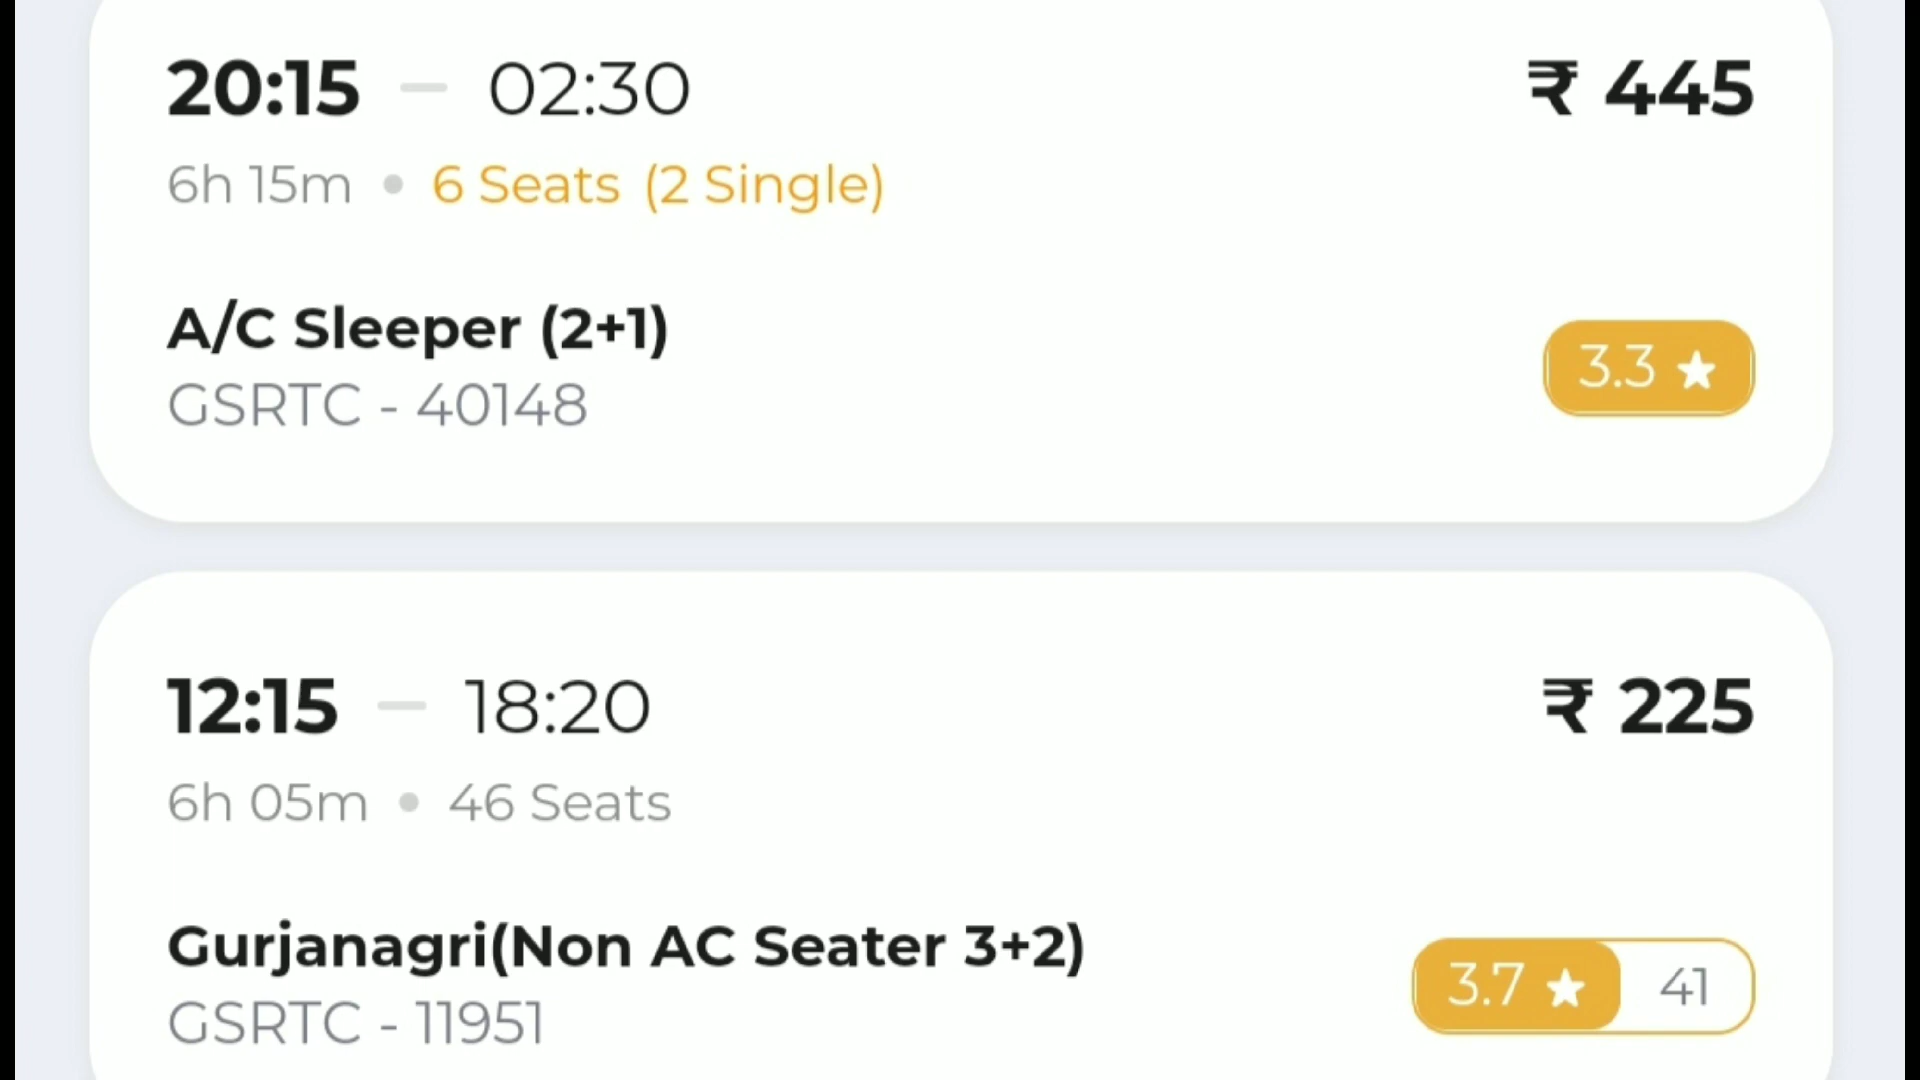 20:15 — 02:30 ₹ 445
6h 15m • 6 Seats (2 Single)
A/C Sleeper (2+1)
3.3 ★
GSRTC - 40148
12:15 — 18:20 ₹ 225
6h 05m • 46 Seats
Gurjanagri(Non AC Seater 3+2)
3.7 ★ 41
GSRTC - 11951